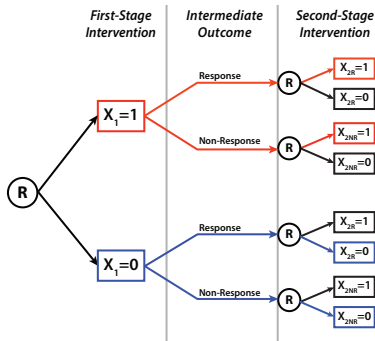 First-Stage
Intervention
Intermediate
Outcome
Second-Stage
Intervention
R
X1=1
Response
R
X2R=1
X2R=0
Non-Response
R
X2NR=1
X2NR=0
X1=0
Response
R
X2R=1
X2R=0
Non-Response
R
X2NR=1
X2NR=0